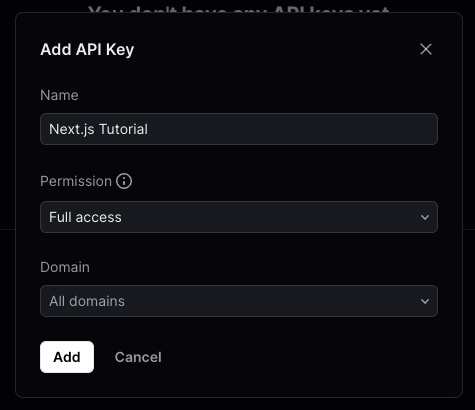 You don't have any API keys yet
Add API Key
Name
Next.js Tutorial
Permission
Full access
Domain
All domains
Add
Cancel